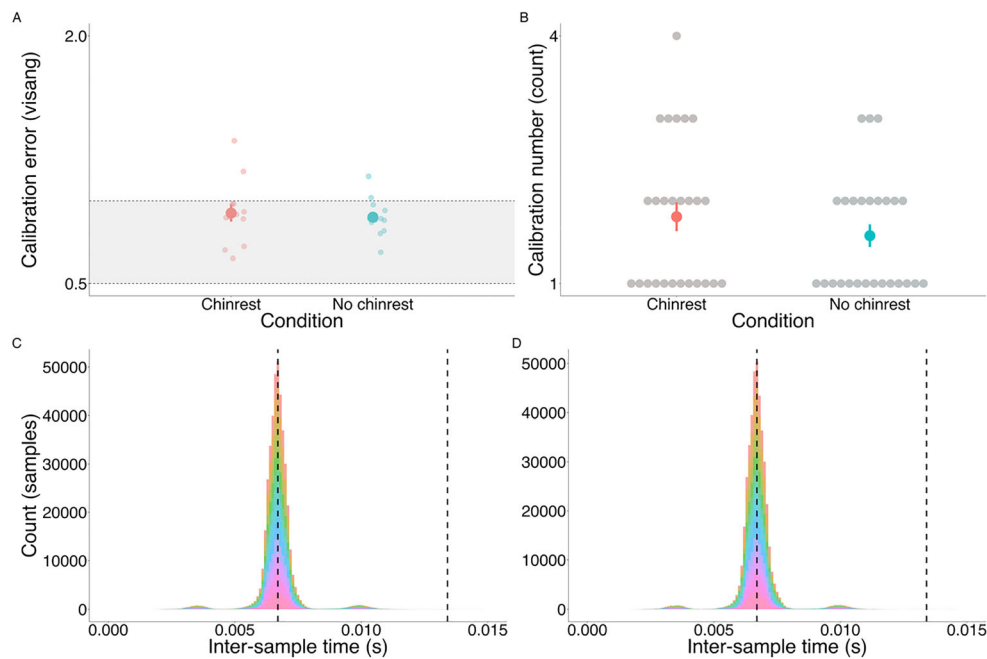 A
2.0
0.5
Calibration error (visang)
Chinrest
No chinrest
Condition
B
4
1
Calibration number (count)
Chinrest
No chinrest
Condition
C
50000
40000
30000
20000
10000
0
Count (samples)
0.000
0.005
0.010
0.015
Inter-sample time (s)
D
50000
40000
30000
20000
10000
0
0.000
0.005
0.010
0.015
Inter-sample time (s)